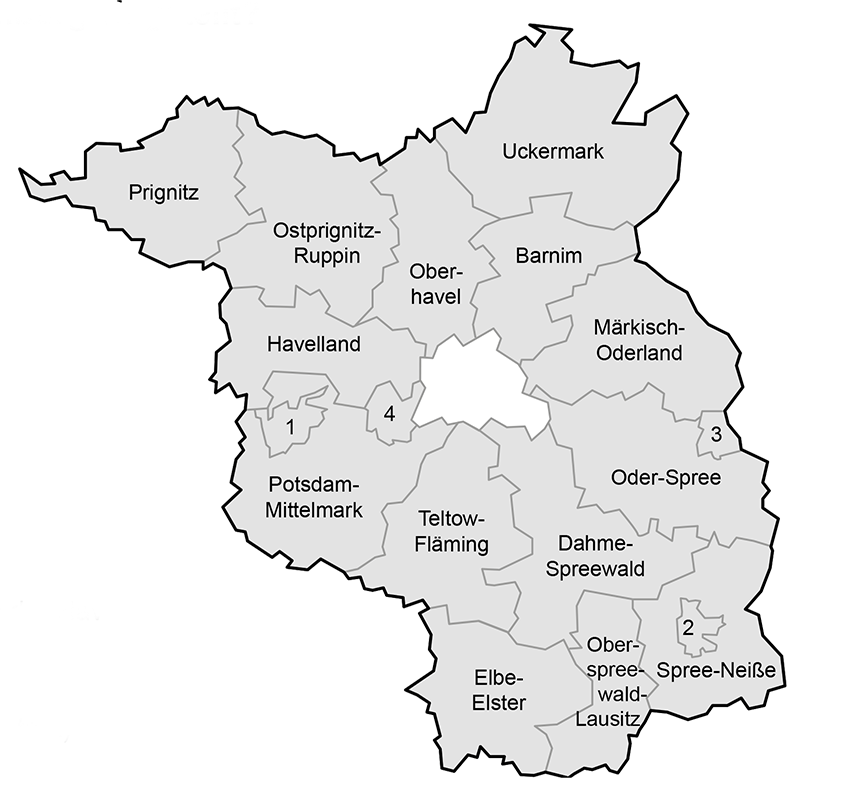 Uckermark
Prignitz
Ostprignitz-
Ruppin
Barnim
Ober-
havel
Märkisch-
Oderland
Havelland
4
1
3
Oder-Spree
Potsdam-
Mittelmark
Teltow-
Fläming
Dahme-
Spreewald
2
Ober-
spree-
wald-
Lausitz
Spree-Neiße
Elbe-
Elster